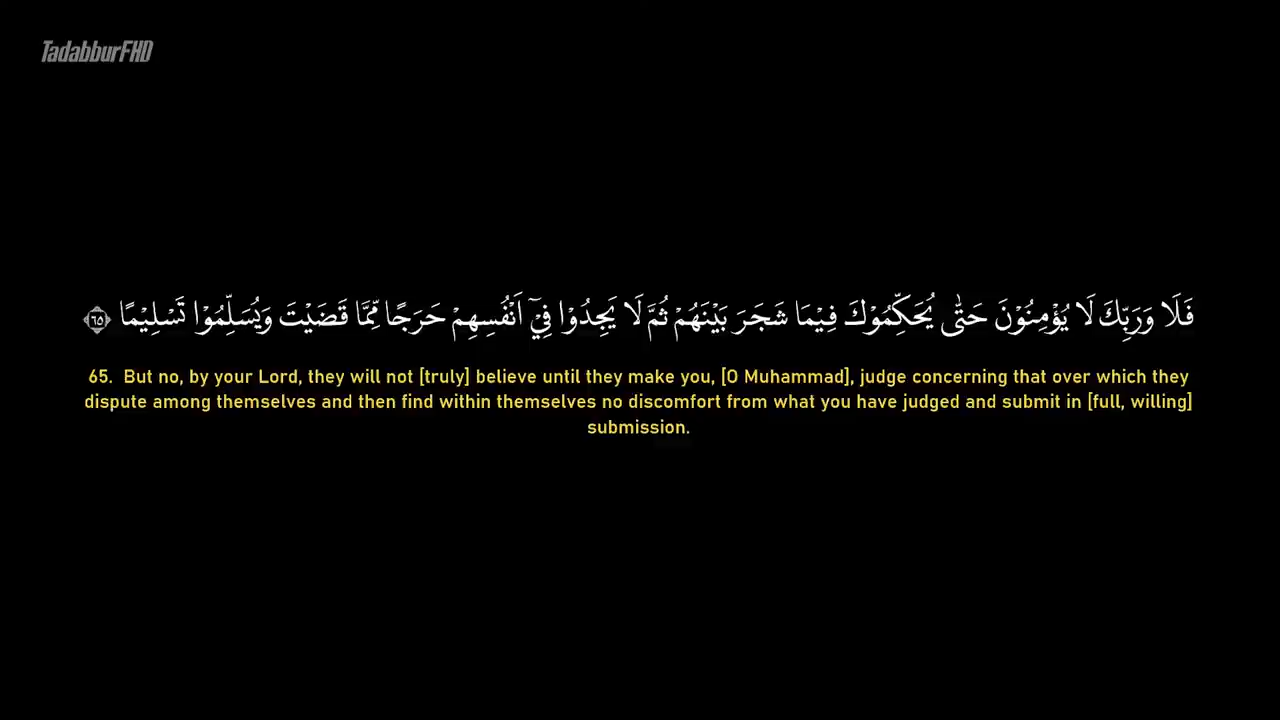 TadabburFHD
فَلَا وَرَبِّكَ لَا يُؤْمِنُوْنَ حَتّٰى يُحَكِّمُوْكَ فِيْمَا شَجَرَ بَيْنَهُمْ ثُمَّ لَا يَجِدُوْا فِيْٓ اَنْفُسِهِمْ حَرَجًا مِّمَّا قَضَيْتَ وَيُسَلِّمُوْا تَسْلِيْمًا ٦٥
65. But no, by your Lord, they will not [truly] believe until they make you, [O Muhammad], judge concerning that over which they
dispute among themselves and then find within themselves no discomfort from what you have judged and submit in [full, willing]
submission.